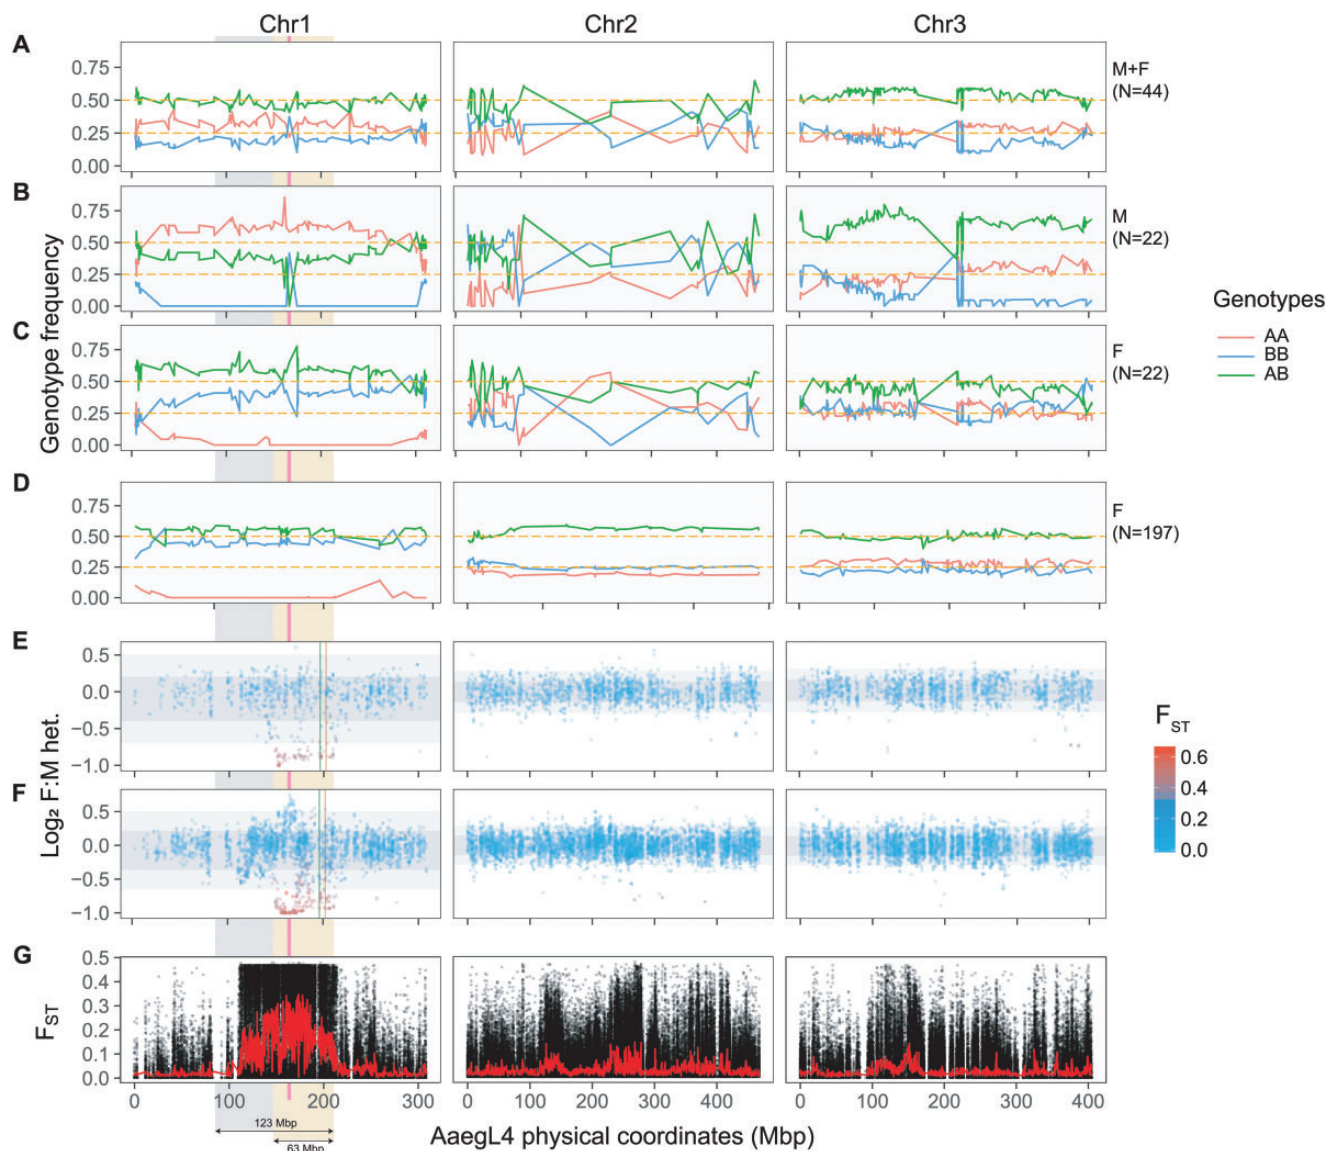 Chr1 Chr2 Chr3
A
0.75
0.50
0.25
0.00
M+F
(N=44)
B
0.75
0.50
0.25
0.00
M
(N=22)
C
0.75
0.50
0.25
0.00
F
(N=22)
Genotype frequency
Genotypes
AA
BB
AB
D
0.75
0.50
0.25
0.00
F
(N=197)
E
0.5
0.0
−0.5
−1.0
F
0.5
0.0
−0.5
−1.0
Log₂ F:M het.
FST
0.6
0.4
0.2
0.0
G
FST
0.5
0.4
0.3
0.2
0.1
0.0
0 100 200 300 0 100 200 300 400 0 100 200 300 400
123 Mbp
63 Mbp
AaegL4 physical coordinates (Mbp)